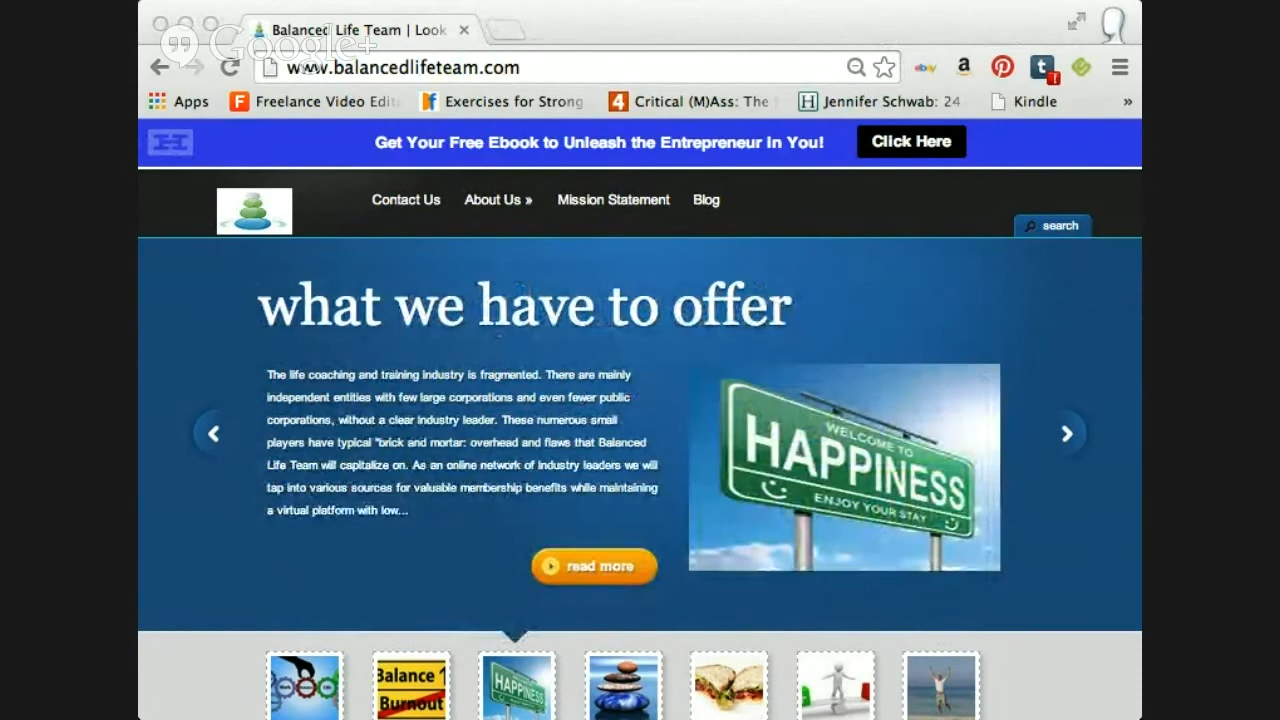 Balanced Life Team | Look
Google+
www.balancedlifeteam.com
ebay
a
t
Apps
F
Freelance Video Edit
Exercises for Strong
4
Critical (M)Ass: The
H
Jennifer Schwab: 24
Kindle
»
Get Your Free Ebook to Unleash the Entrepreneur in You!
Click Here
Contact Us
About Us »
Mission Statement
Blog
search
what we have to offer
The life coaching and training industry is fragmented. There are mainly
independent entities with few large corporations and even fewer public
corporations, without a clear industry leader. These numerous small
players have typical "brick and mortar: overhead and flaws that Balanced
Life Team will capitalize on. As an online network of industry leaders we will
tap into various sources for valuable membership benefits while maintaining
a virtual platform with low...
WELCOME TO
HAPPINESS
ENJOY YOUR STAY
read more
Balance
Burnout
HAPPINESS